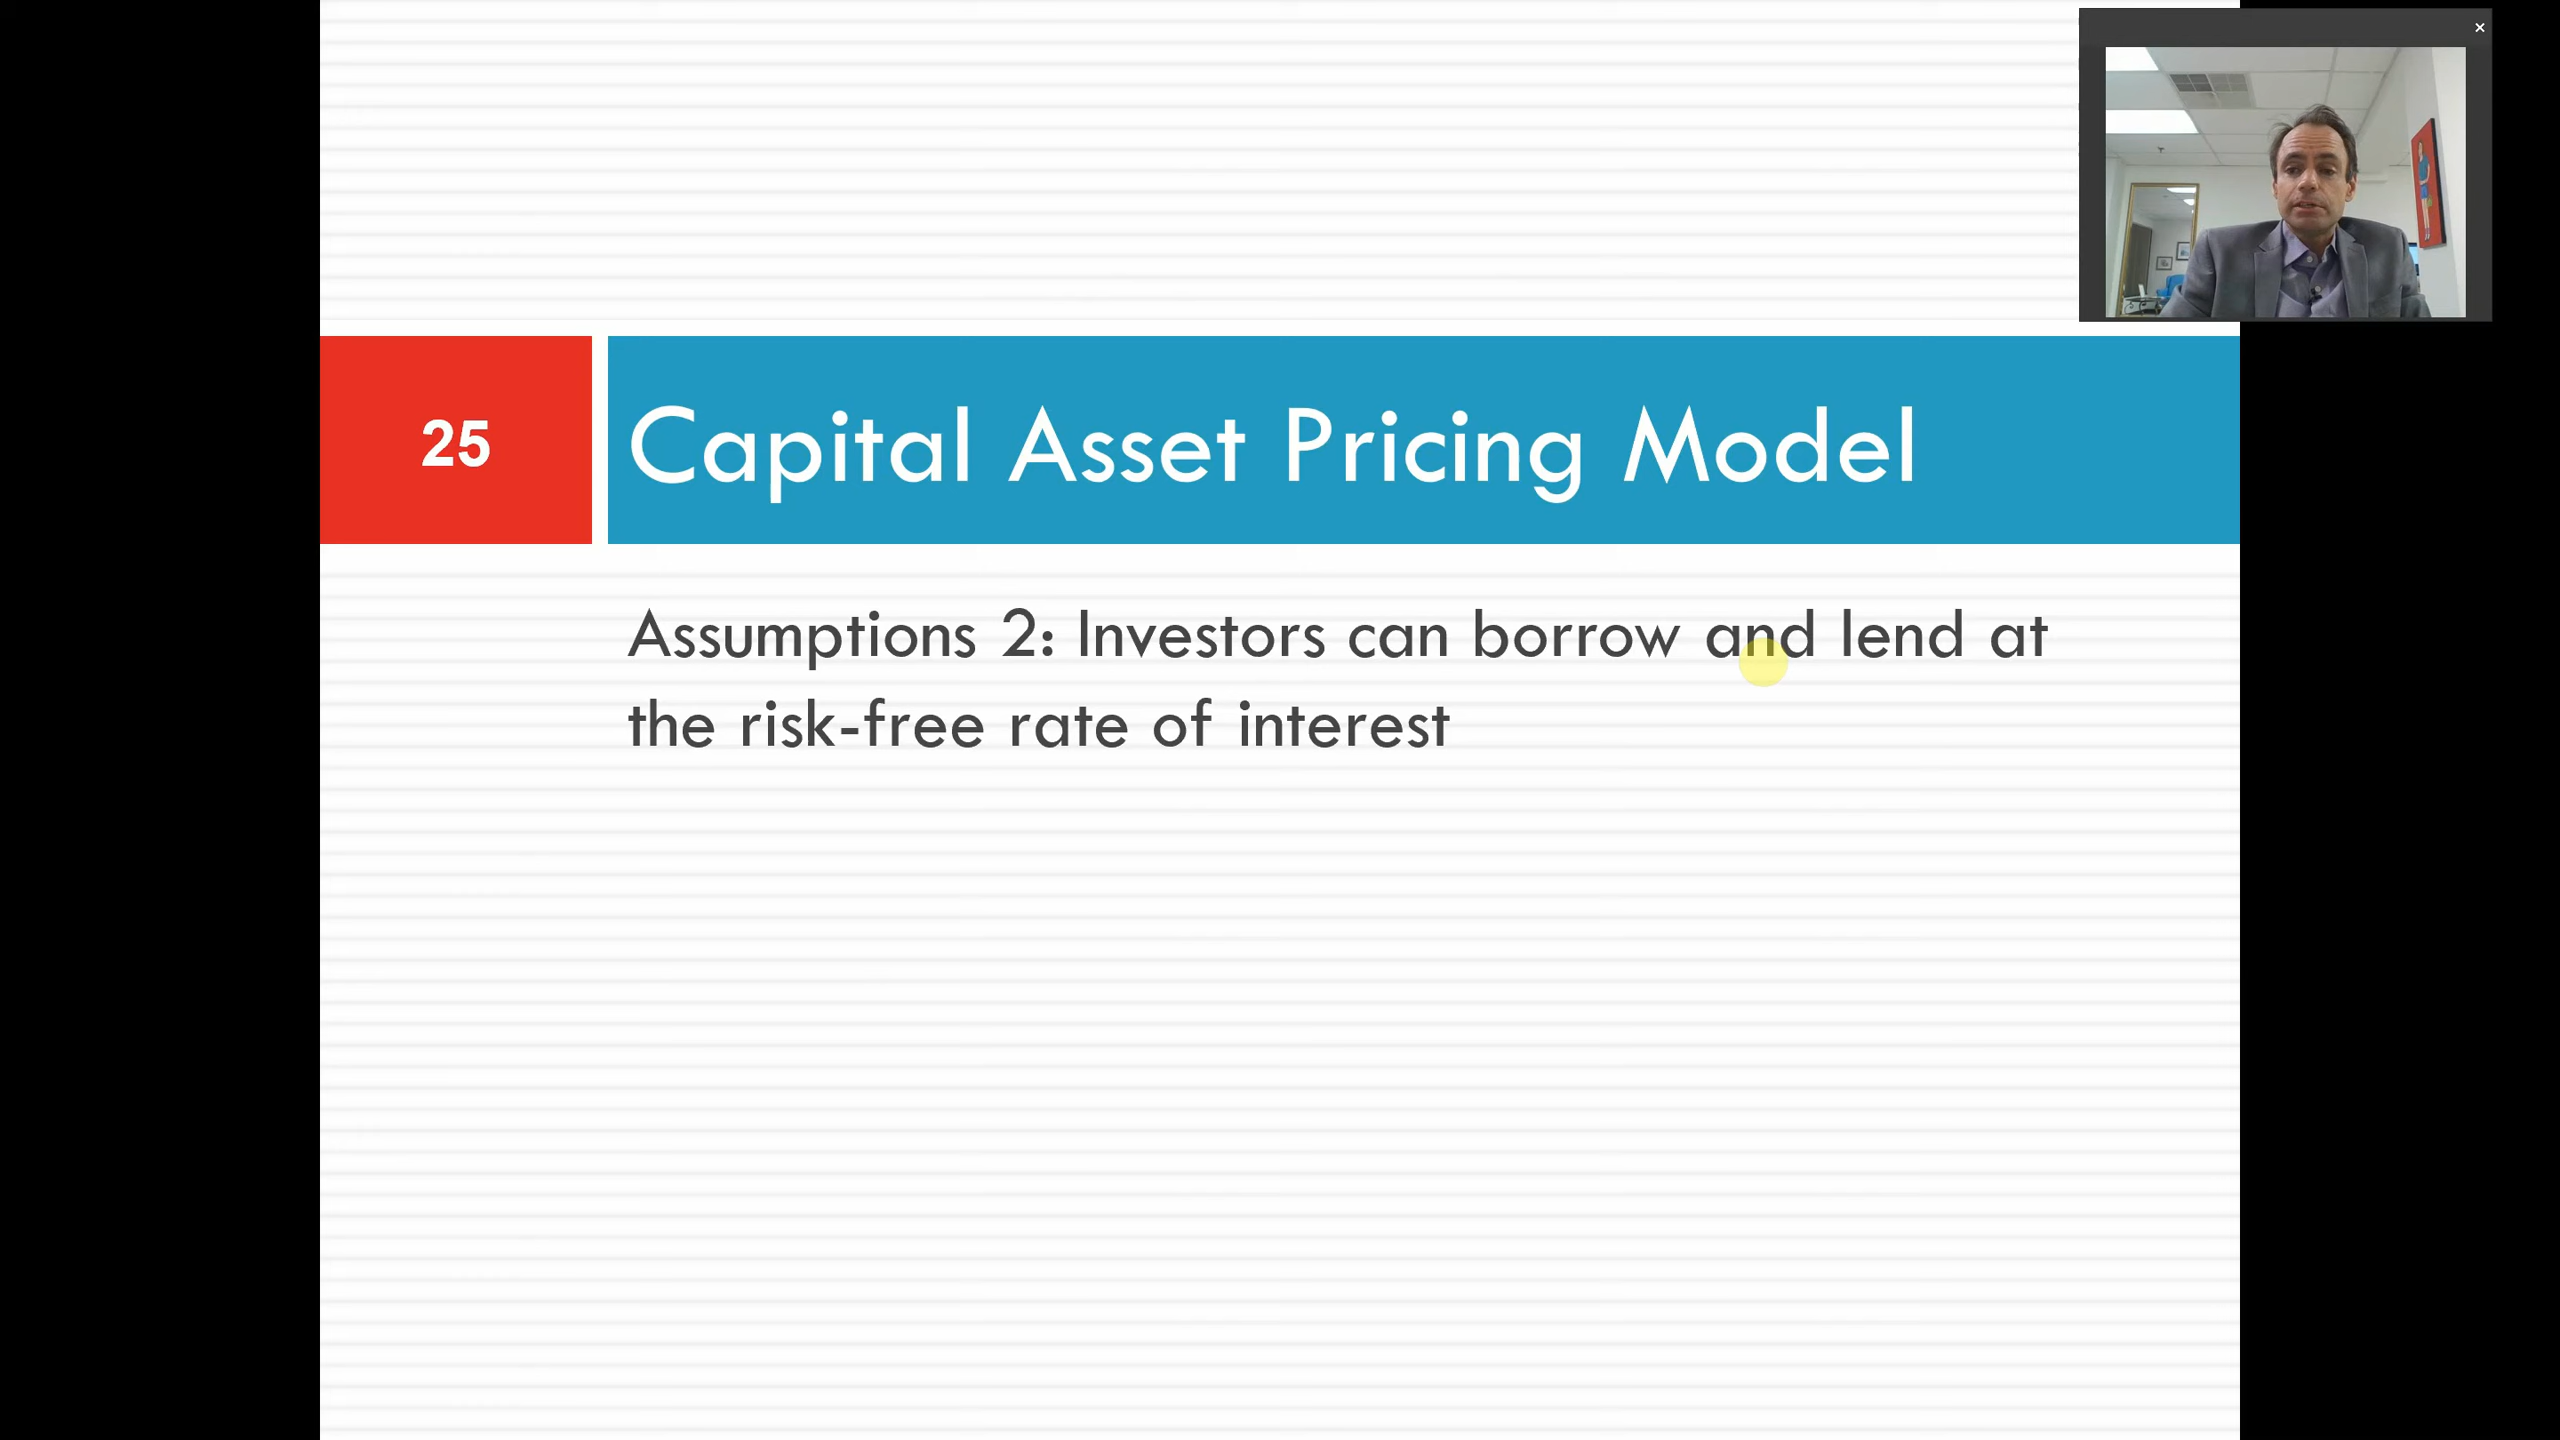 25
Capital Asset Pricing Model
Assumptions 2: Investors can borrow and lend at
the risk-free rate of interest